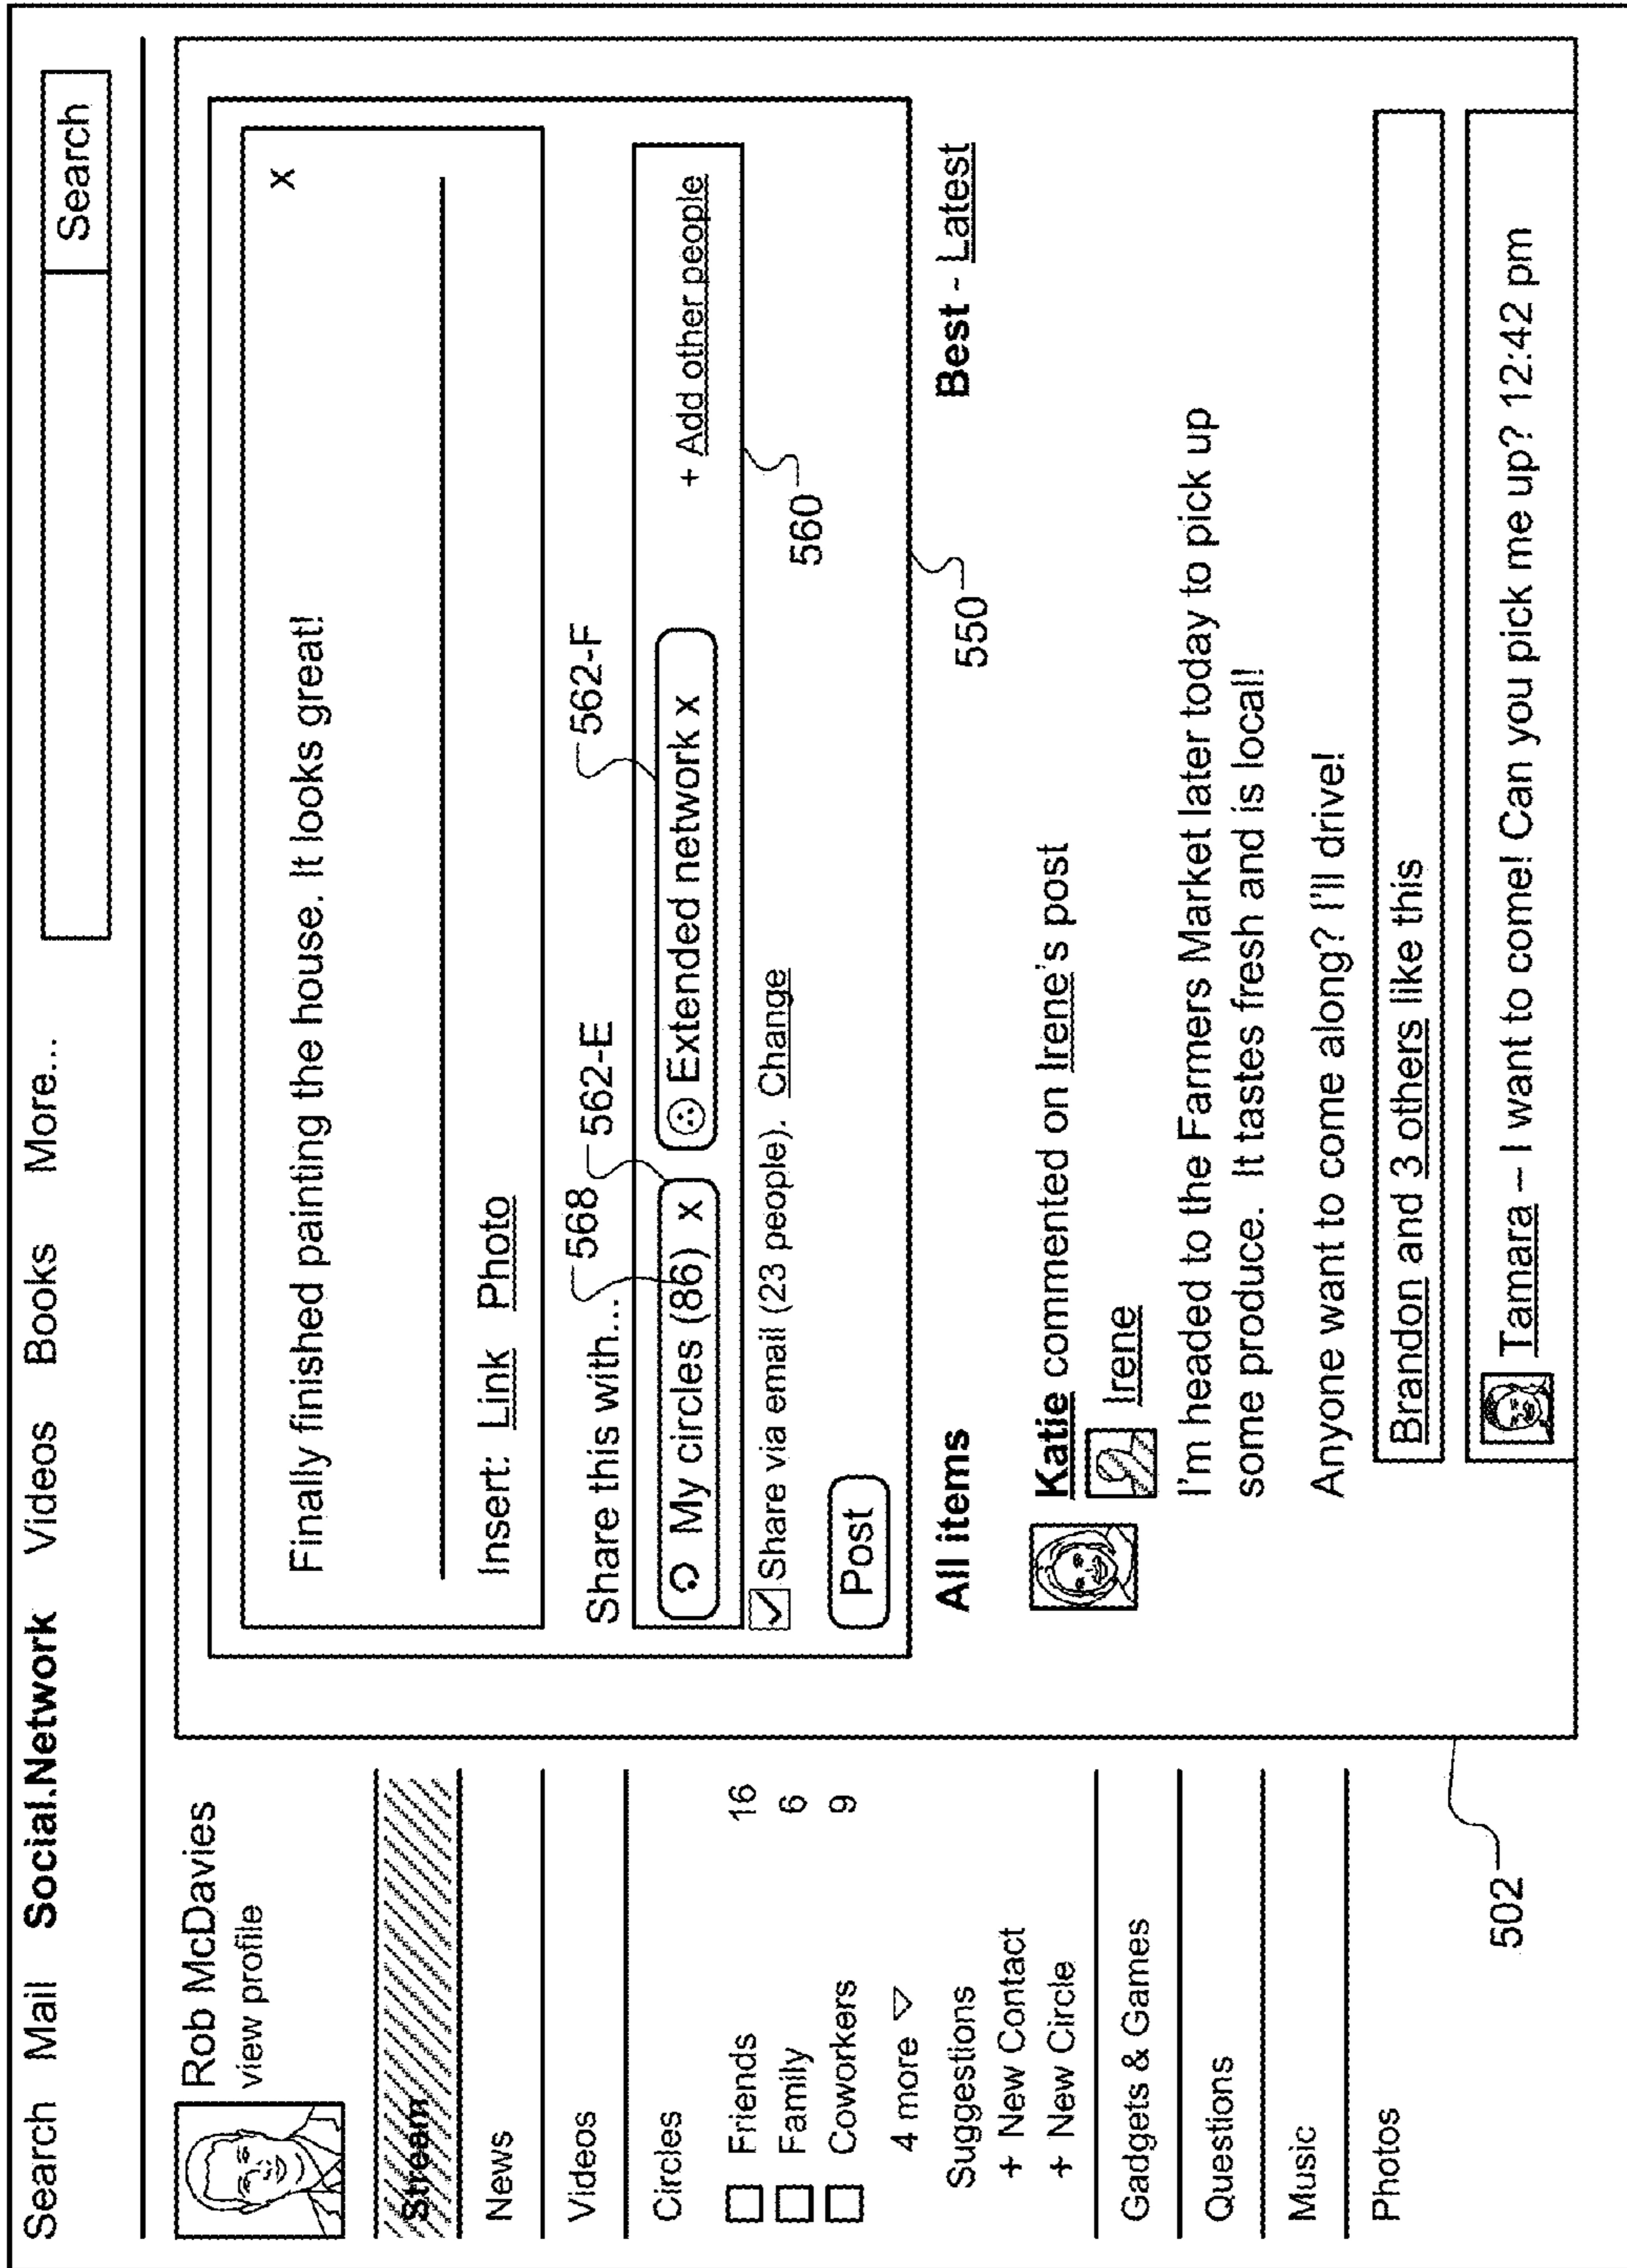 Search Mail Social.Network Videos Books More...
Search
Rob McDavies
view profile
Stream
News
Videos
Circles
Friends 16
Family 6
Coworkers 9
4 more
Suggestions
+ New Contact
+ New Circle
Gadgets & Games
Questions
Music
Photos
502
Finally finished painting the house. It looks great!
x
Insert: Link Photo
Share this with...
568
562-E
562-F
My circles (86) x
Extended network x
+ Add other people
Share via email (23 people). Change
560
Post
550
All items
Best - Latest
Katie commented on Irene's post
Irene
I'm headed to the Farmers Market later today to pick up
some produce. It tastes fresh and is local!
Anyone want to come along? I'll drive!
Brandon and 3 others like this
Tamara – I want to come! Can you pick me up? 12:42 pm